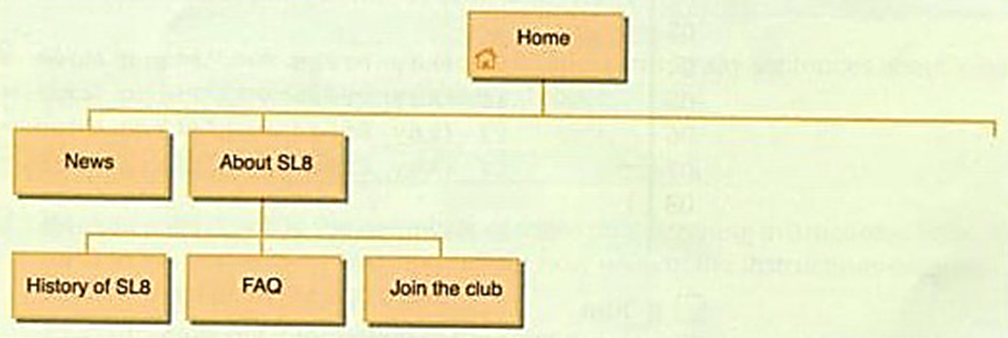 Home
News
About SL8
History of SL8
FAQ
Join the club